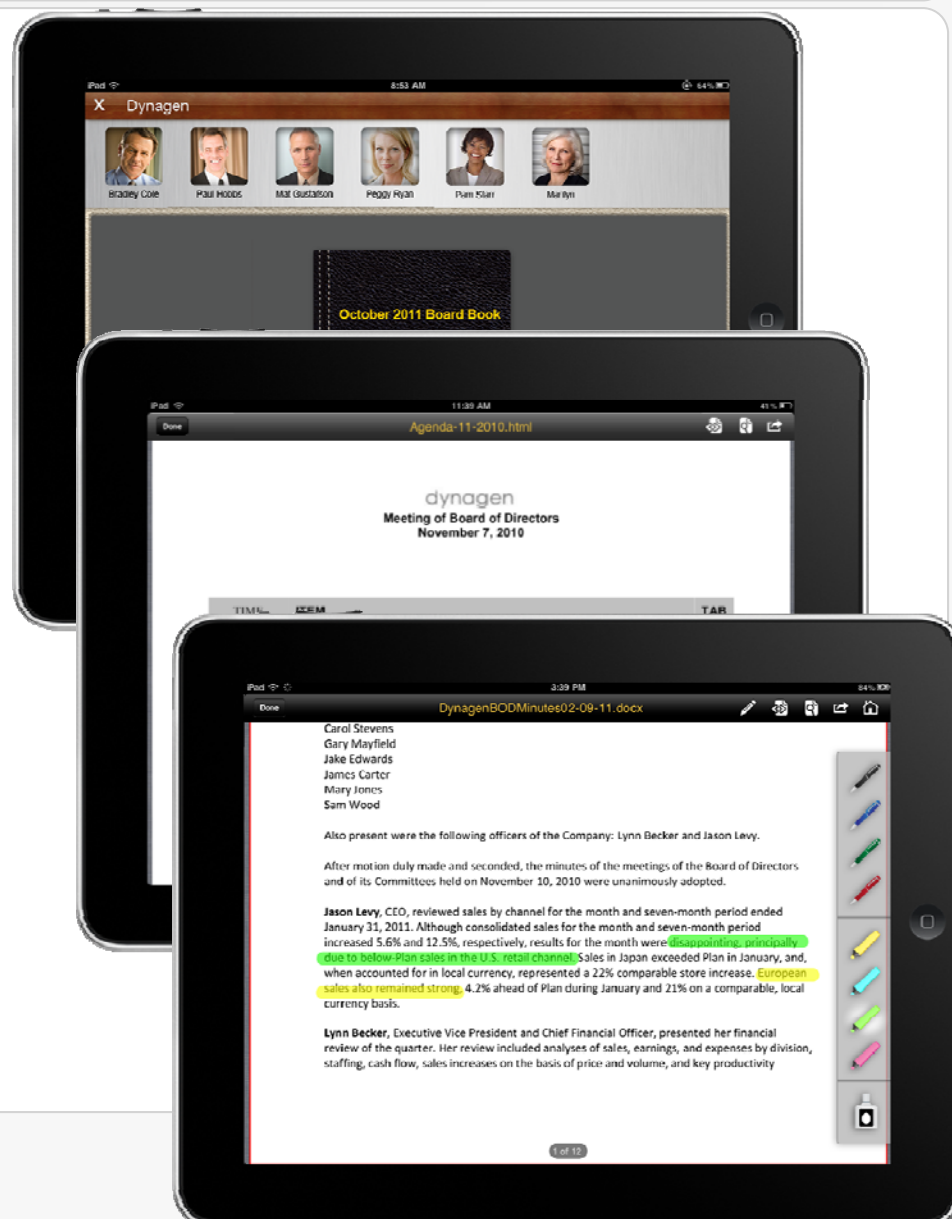 iPad 8:53 AM 64%
X Dynagen
Bradley Cole Paul Hobbs Mat Gustafson Peggy Ryan Pam Starr Marilyn
October 2011 Board Book
iPad 11:39 AM 41%
Done Agenda-11-2010.html
dynagen
Meeting of Board of Directors
November 7, 2010
TIME ITEM TAB
iPad 3:39 PM 84%
Done DynagenBODMinutes02-09-11.docx
Carol Stevens
Gary Mayfield
Jake Edwards
James Carter
Mary Jones
Sam Wood
Also present were the following officers of the Company: Lynn Becker and Jason Levy.
After motion duly made and seconded, the minutes of the meetings of the Board of Directors
and of its Committees held on November 10, 2010 were unanimously adopted.
Jason Levy, CEO, reviewed sales by channel for the month and seven-month period ended
January 31, 2011. Although consolidated sales for the month and seven-month period
increased 5.6% and 12.5%, respectively, results for the month were disappointing, principally
due to below-Plan sales in the U.S. retail channel. Sales in Japan exceeded Plan in January, and,
when accounted for in local currency, represented a 22% comparable store increase. European
sales also remained strong, 4.2% ahead of Plan during January and 21% on a comparable, local
currency basis.
Lynn Becker, Executive Vice President and Chief Financial Officer, presented her financial
review of the quarter. Her review included analyses of sales, earnings, and expenses by division,
staffing, cash flow, sales increases on the basis of price and volume, and key productivity
1 of 12